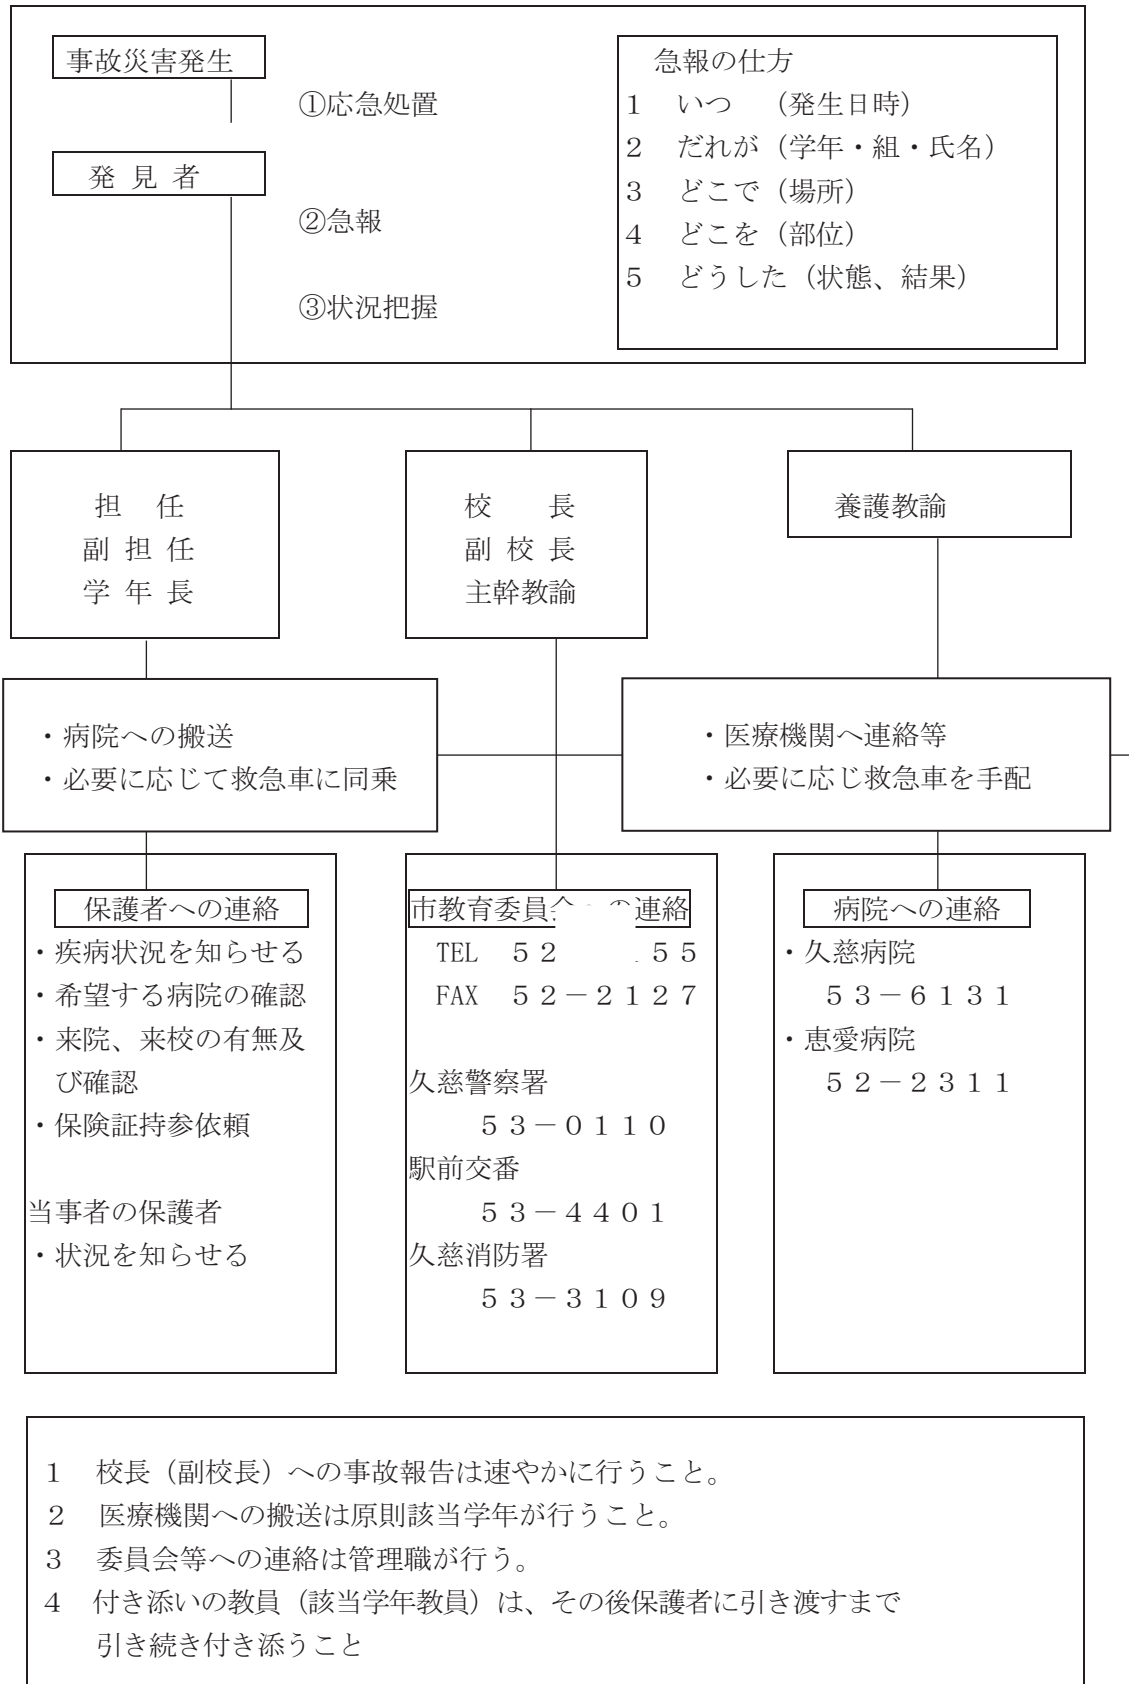 事故災害発生
①応急処置
発 見 者
②急報
③状況把握
急報の仕方
１　いつ　（発生日時）
２　だれが（学年・組・氏名）
３　どこで（場所）
４　どこを（部位）
５　どうした（状態、結果）
担　任
副 担 任
学 年 長
校　　長
副 校 長
主幹教諭
養護教諭
・病院への搬送
・必要に応じて救急車に同乗
・医療機関へ連絡等
・必要に応じ救急車を手配
保護者への連絡
・疾病状況を知らせる
・希望する病院の確認
・来院、来校の有無及
び確認
・保険証持参依頼
当事者の保護者
・状況を知らせる
市教育委員 の連絡
TEL　５２ ５５
FAX　５２－２１２７
久慈警察署
５３－０１１０
駅前交番
５３－４４０１
久慈消防署
５３－３１０９
病院への連絡
・久慈病院
５３－６１３１
・恵愛病院
５２－２３１１
１　校長（副校長）への事故報告は速やかに行うこと。
２　医療機関への搬送は原則該当学年が行うこと。
３　委員会等への連絡は管理職が行う。
４　付き添いの教員（該当学年教員）は、その後保護者に引き渡すまで
引き続き付き添うこと